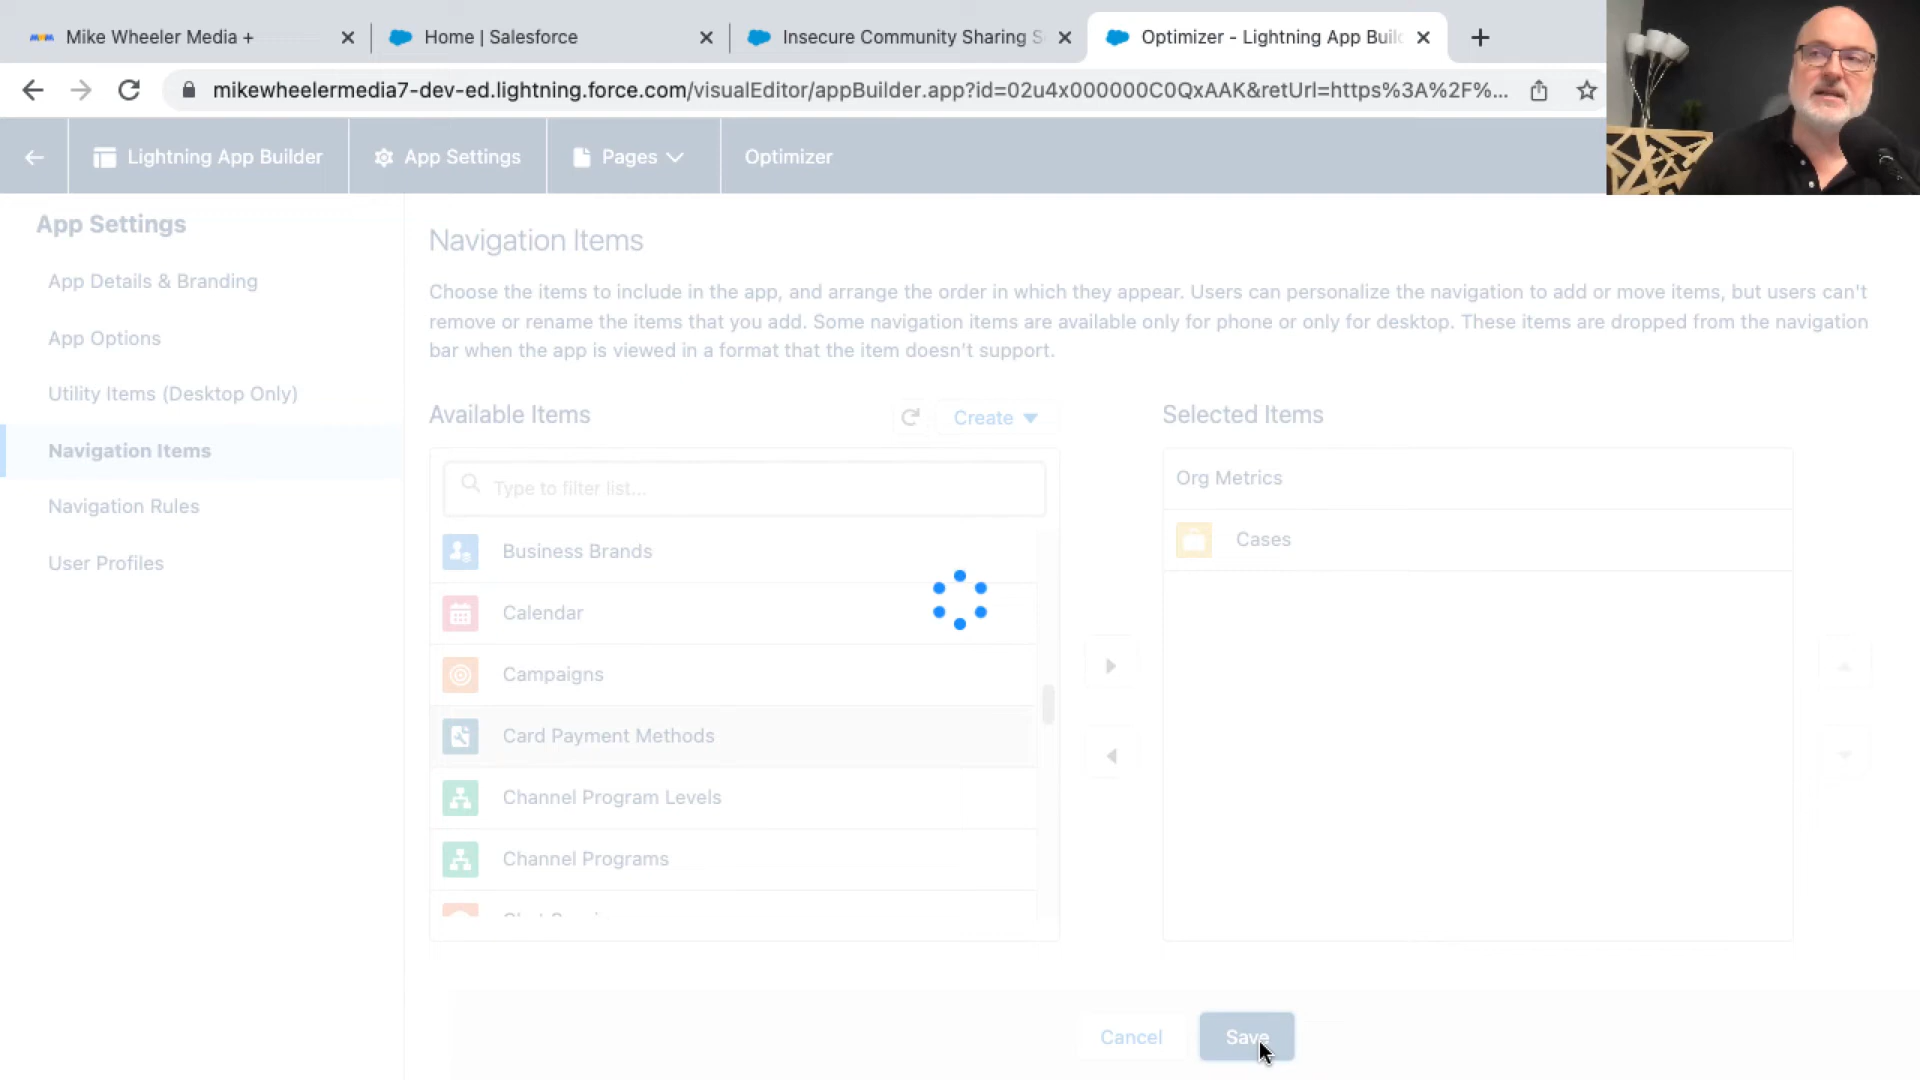 Mike Wheeler Media +
Home | Salesforce
Insecure Community Sharing S
Optimizer - Lightning App Buil
mikewheelermedia7-dev-ed.lightning.force.com/visualEditor/appBuilder.app?id=02u4x000000C0QxAAK&retUrl=https%3A%2F%...
Lightning App Builder
App Settings
Pages
Optimizer
App Settings
App Details & Branding
App Options
Utility Items (Desktop Only)
Navigation Items
Navigation Rules
User Profiles
Navigation Items
Choose the items to include in the app, and arrange the order in which they appear. Users can personalize the navigation to add or move items, but users can't
remove or rename the items that you add. Some navigation items are available only for phone or only for desktop. These items are dropped from the navigation
bar when the app is viewed in a format that the item doesn't support.
Available Items
Create
Type to filter list...
Business Brands
Calendar
Campaigns
Card Payment Methods
Channel Program Levels
Channel Programs
Selected Items
Org Metrics
Cases
Cancel
Save